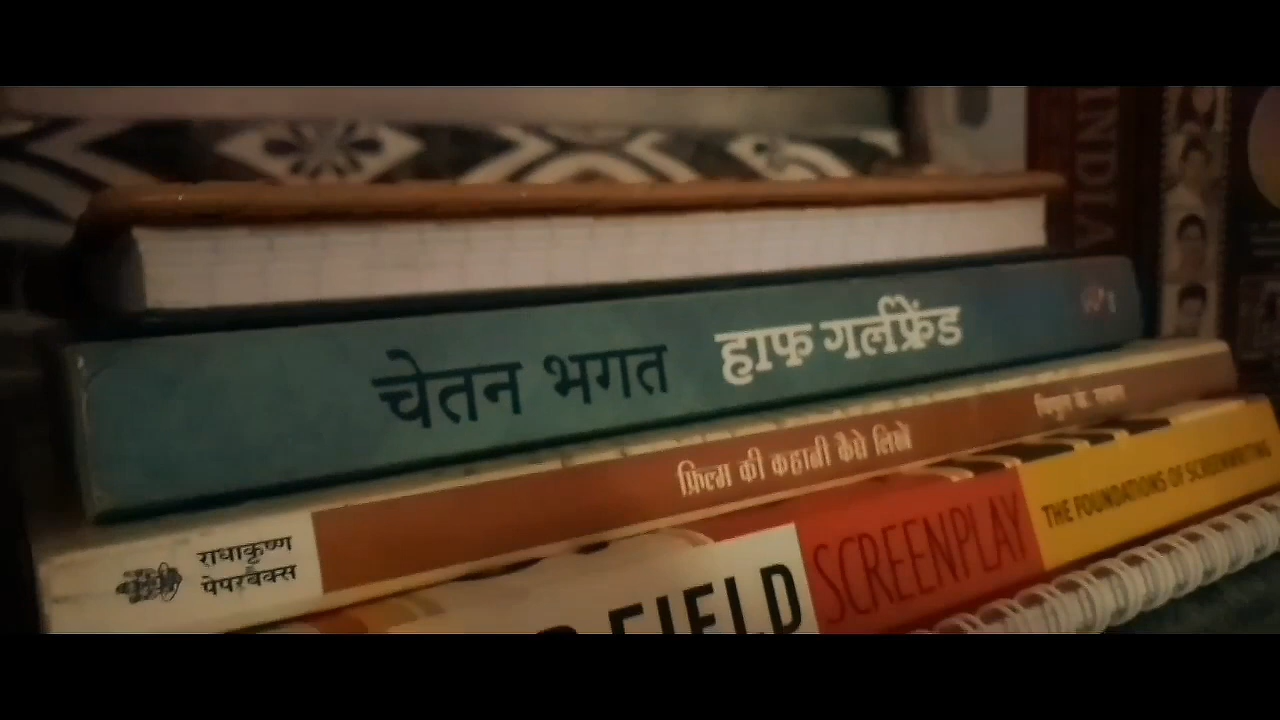 INDIA
चेतन भगत हाफ गर्लफ्रेंड
फ़िल्म की कहानी कैसे लिखें
राधाकृष्ण
पेपरबैक्स
FIELD SCREENPLAY THE FOUNDATIONS OF SCREENWRITING